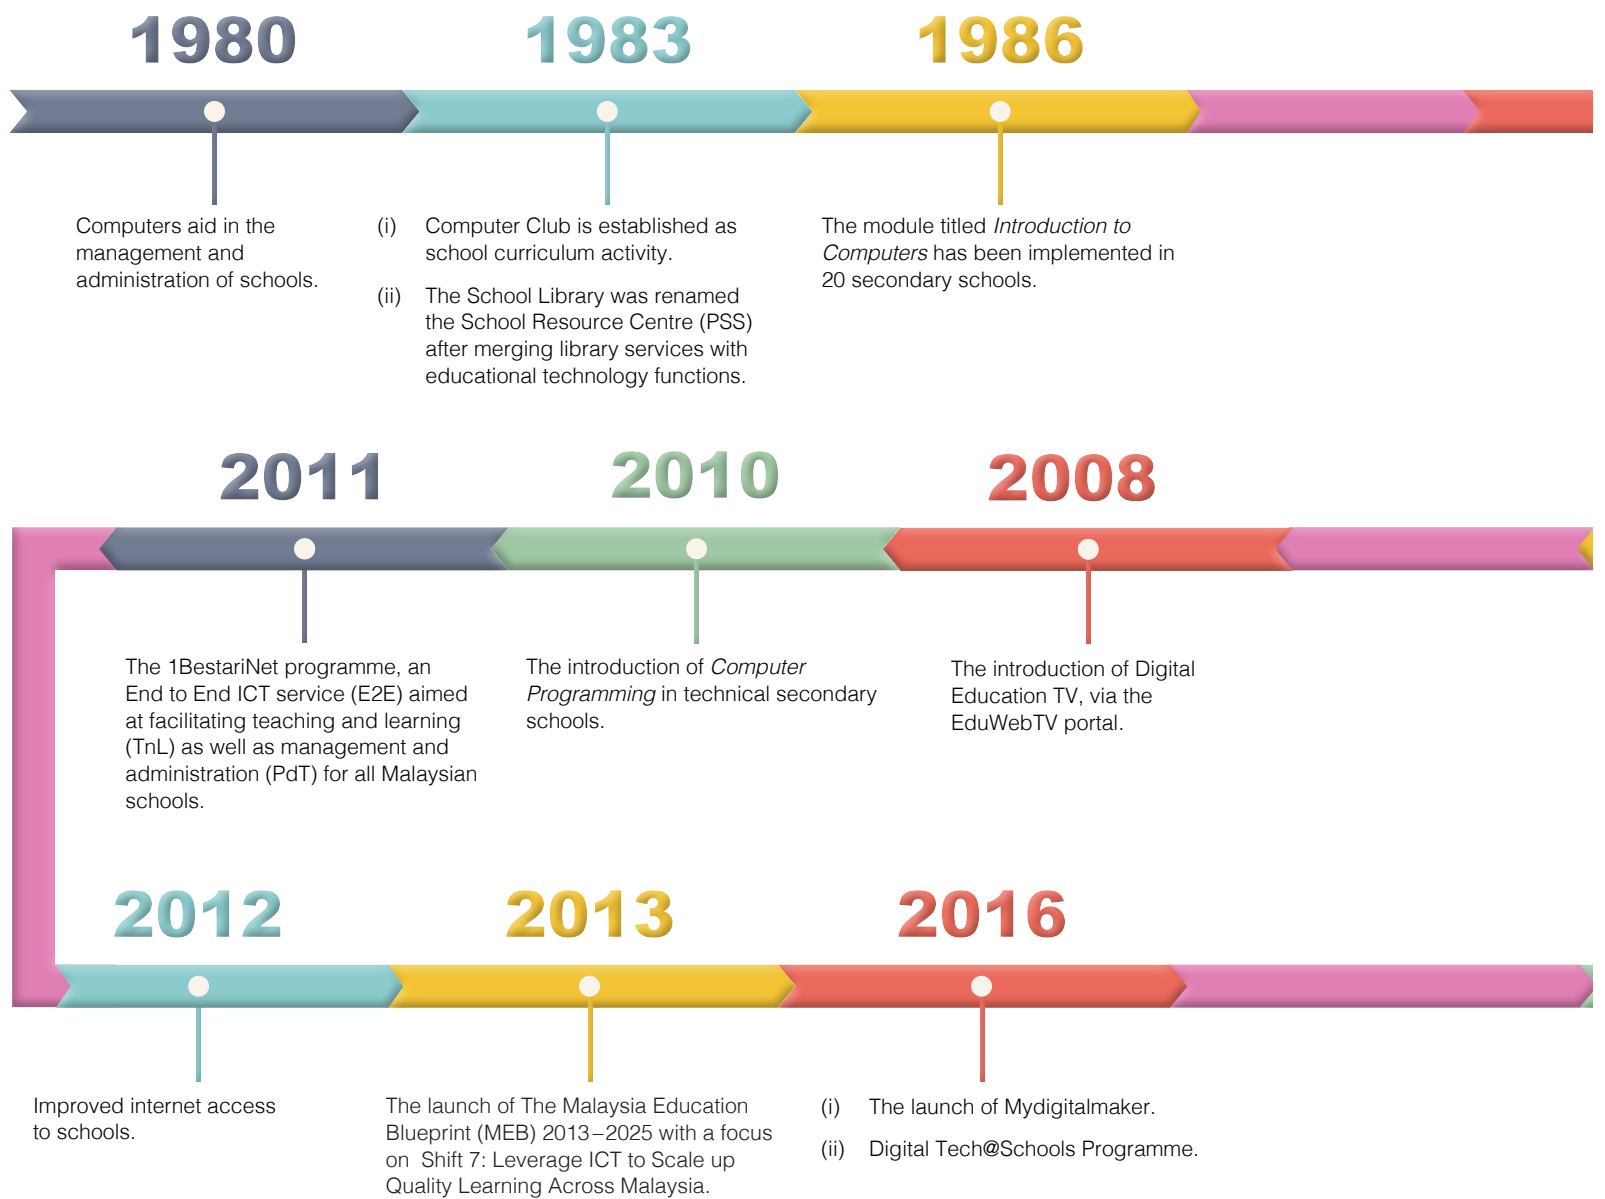 1980
Computers aid in the
management and
administration of schools.
1983
(i) Computer Club is established as
school curriculum activity.
(ii) The School Library was renamed
the School Resource Centre (PSS)
after merging library services with
educational technology functions.
1986
The module titled Introduction to
Computers has been implemented in
20 secondary schools.
2011
The 1BestariNet programme, an
End to End ICT service (E2E) aimed
at facilitating teaching and learning
(TnL) as well as management and
administration (PdT) for all Malaysian
schools.
2010
The introduction of Computer
Programming in technical secondary
schools.
2008
The introduction of Digital
Education TV, via the
EduWebTV portal.
2012
Improved internet access
to schools.
2013
The launch of The Malaysia Education
Blueprint (MEB) 2013–2025 with a focus
on Shift 7: Leverage ICT to Scale up
Quality Learning Across Malaysia.
2016
(i) The launch of Mydigitalmaker.
(ii) Digital Tech@Schools Programme.